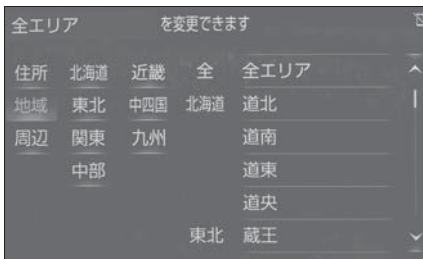 全エリア を変更できます
住所 北海道 近畿 全 全エリア
地域 東北 中四国 北海道 道北
周辺 関東 九州 道南
中部 道東
道央
東北 蔵王